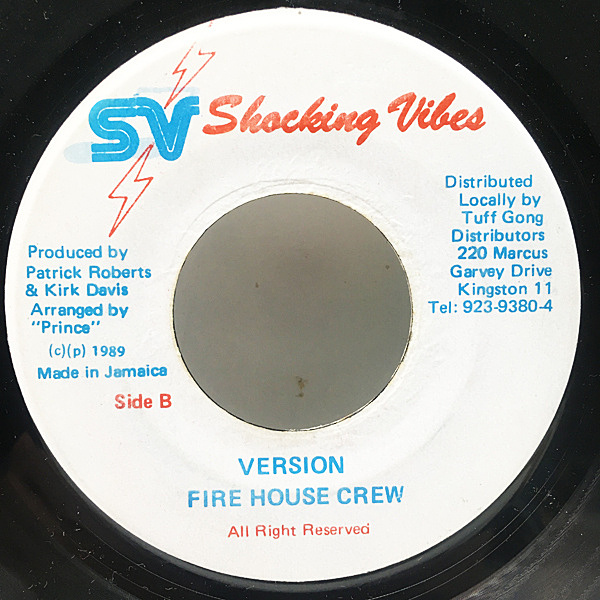 SV Shocking Vibes
Distributed
Locally by
Tuff Gong
Distributors
220 Marcus
Garvey Drive
Kingston 11
Tel: 923-9380-4
Produced by
Patrick Roberts
& Kirk Davis
Arranged by
"Prince"
(c)(p) 1989
Made in Jamaica
Side B
VERSION
FIRE HOUSE CREW
All Right Reserved